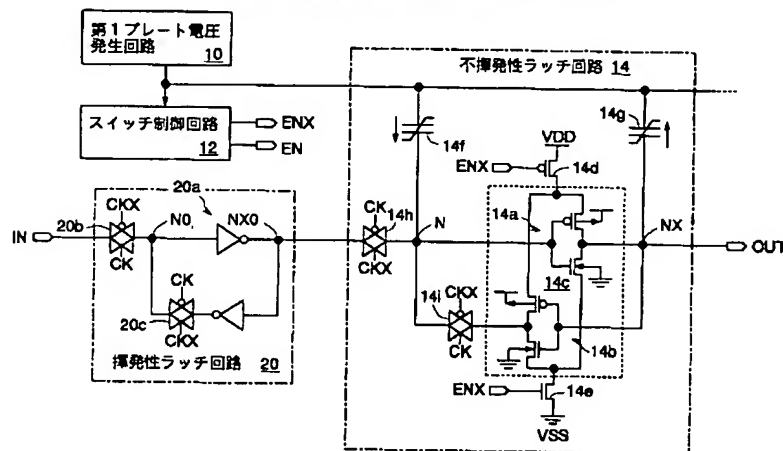 第1プレート電圧
発生回路 10
スイッチ制御回路
12
ENX
EN
不揮発性ラッチ回路 14
14f
14g
VDD
ENX
14d
20a
20b
CKX
CK
N0
NX0
IN
CK
20c
CKX
揮発性ラッチ回路 20
CK
14h
CKX
N
14a
NX
OUT
14c
CKX
14i
CK
14b
ENX
14e
VSS